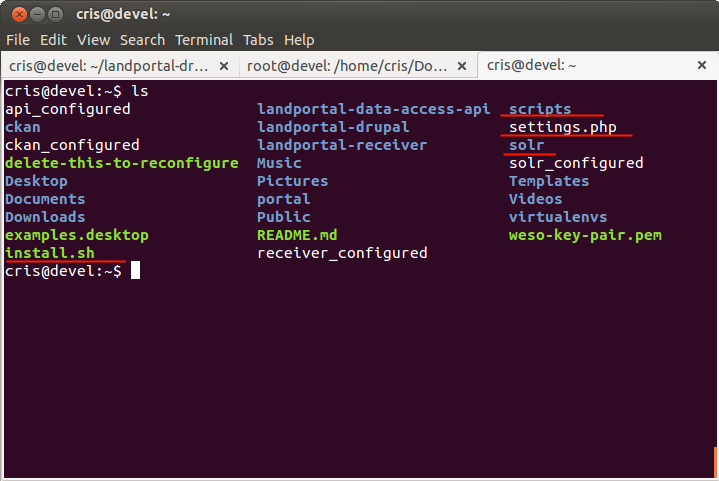 cris@devel: ~
File Edit View Search Terminal Tabs Help
cris@devel: ~/landportal-dr... × root@devel: /home/cris/Do... × cris@devel: ~ ×
cris@devel:~$ ls
api_configured landportal-data-access-api scripts
ckan landportal-drupal settings.php
ckan_configured landportal-receiver solr
delete-this-to-reconfigure Music solr_configured
Desktop Pictures Templates
Documents portal Videos
Downloads Public virtualenvs
examples.desktop README.md weso-key-pair.pem
install.sh receiver_configured
cris@devel:~$